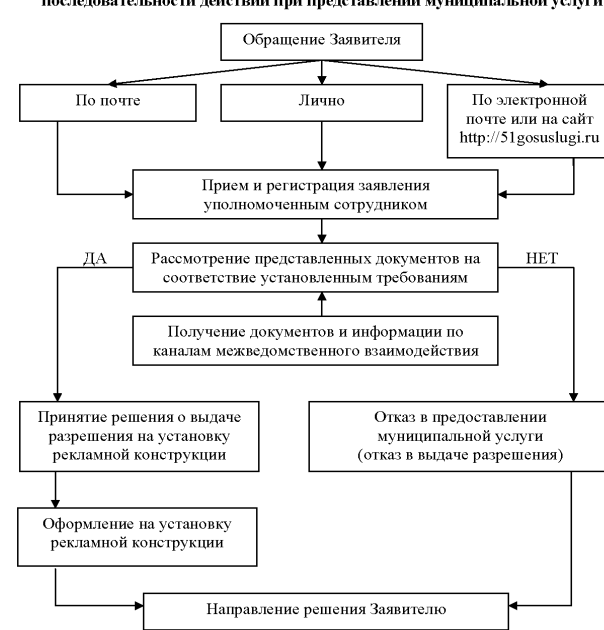 последовательности действий при представлении муниципальной услуги
Обращение Заявителя
По почте
Лично
По электронной
почте или на сайт
http://51gosuslugi.ru
Прием и регистрация заявления
уполномоченным сотрудником
ДА
Рассмотрение представленных документов на
соответствие установленным требованиям
НЕТ
Получение документов и информации по
каналам межведомственного взаимодействия
Принятие решения о выдаче
разрешения на установку
рекламной конструкции
Отказ в предоставлении
муниципальной услуги
(отказ в выдаче разрешения)
Оформление на установку
рекламной конструкции
Направление решения Заявителю